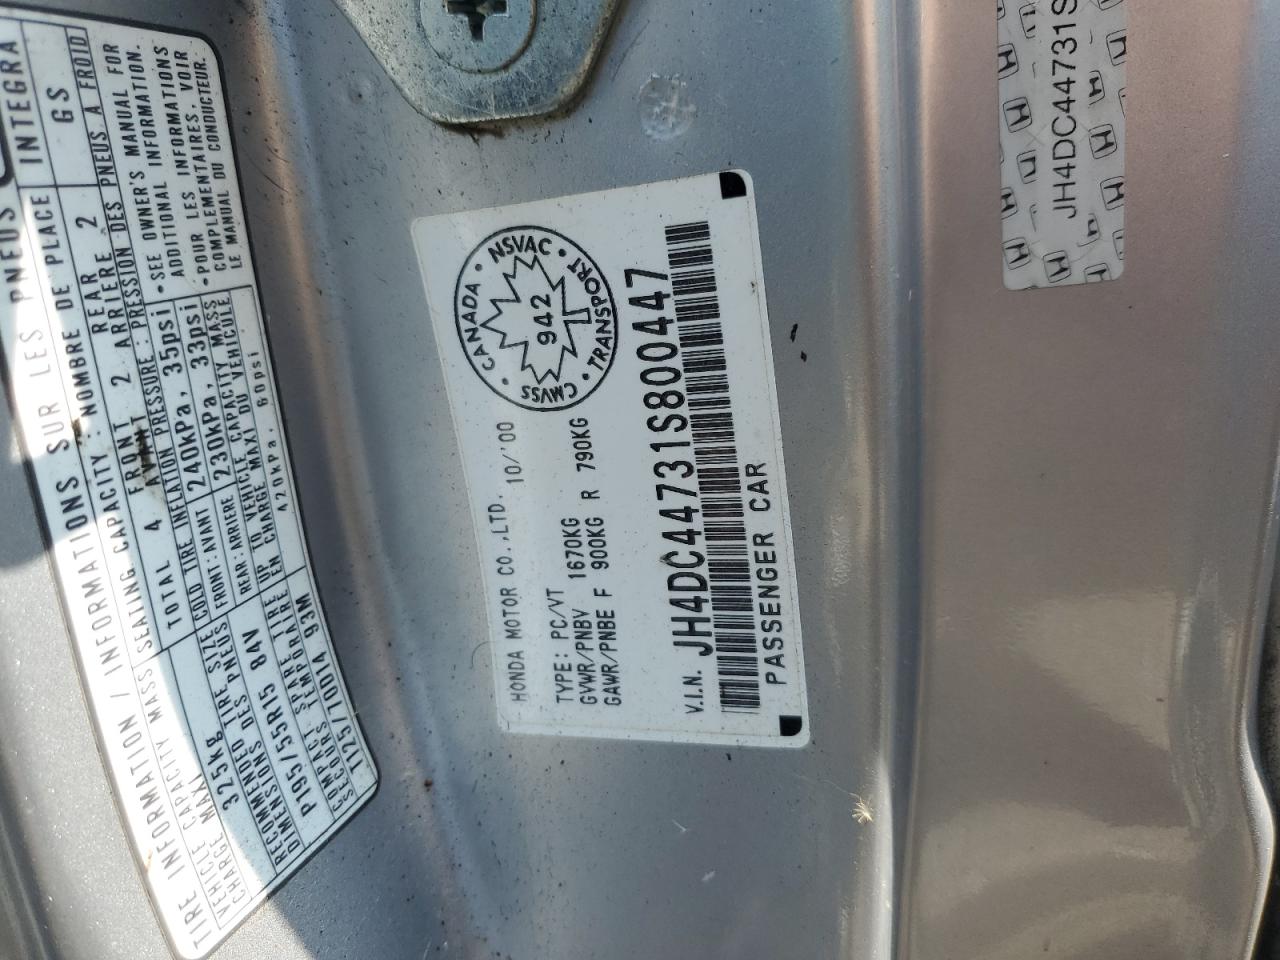 TIRE INFORMATION / INFORMATIONS SUR LES PNEUS
INTEGRA
GS
VEHICLE CAPACITY MASS
CHARGE MAXI
325kg
SEATING CAPACITY : NOMBRE DE PLACE
TOTAL 4 FRONT 2 REAR 2
AVANT ARRIERE
RECOMMENDED TIRE SIZE
DIMENSIONS DES PNEUS
P195/55R15 84V
COLD TIRE INFLATION PRESSURE : PRESSION DES PNEUS A FROID
FRONT:AVANT 240kPa, 35psi
REAR:ARRIERE 230kPa, 33psi
• SEE OWNER'S MANUAL FOR
ADDITIONAL INFORMATION.
• POUR LES INFORMATIONS
COMPLEMENTAIRES, VOIR
LE MANUAL DU CONDUCTEUR.
COMPACT SPARE TIRE
SECOURS TEMPORAIRE
T125/70D14 93M
UP TO VEHICLE CAPACITY MASS
EN CHARGE MAXI DU VEHICULE
420kPa, 60psi
HONDA MOTOR CO.,LTD. 10/'00
TYPE: PC/VT
GVWR/PNBV 1670KG
GAWR/PNBE F 900KG R 790KG
CANADA • NSVAC • TRANSPORT • CMVSS •
942
V.I.N. JH4DC44731S800447
PASSENGER CAR
JH4DC44731S